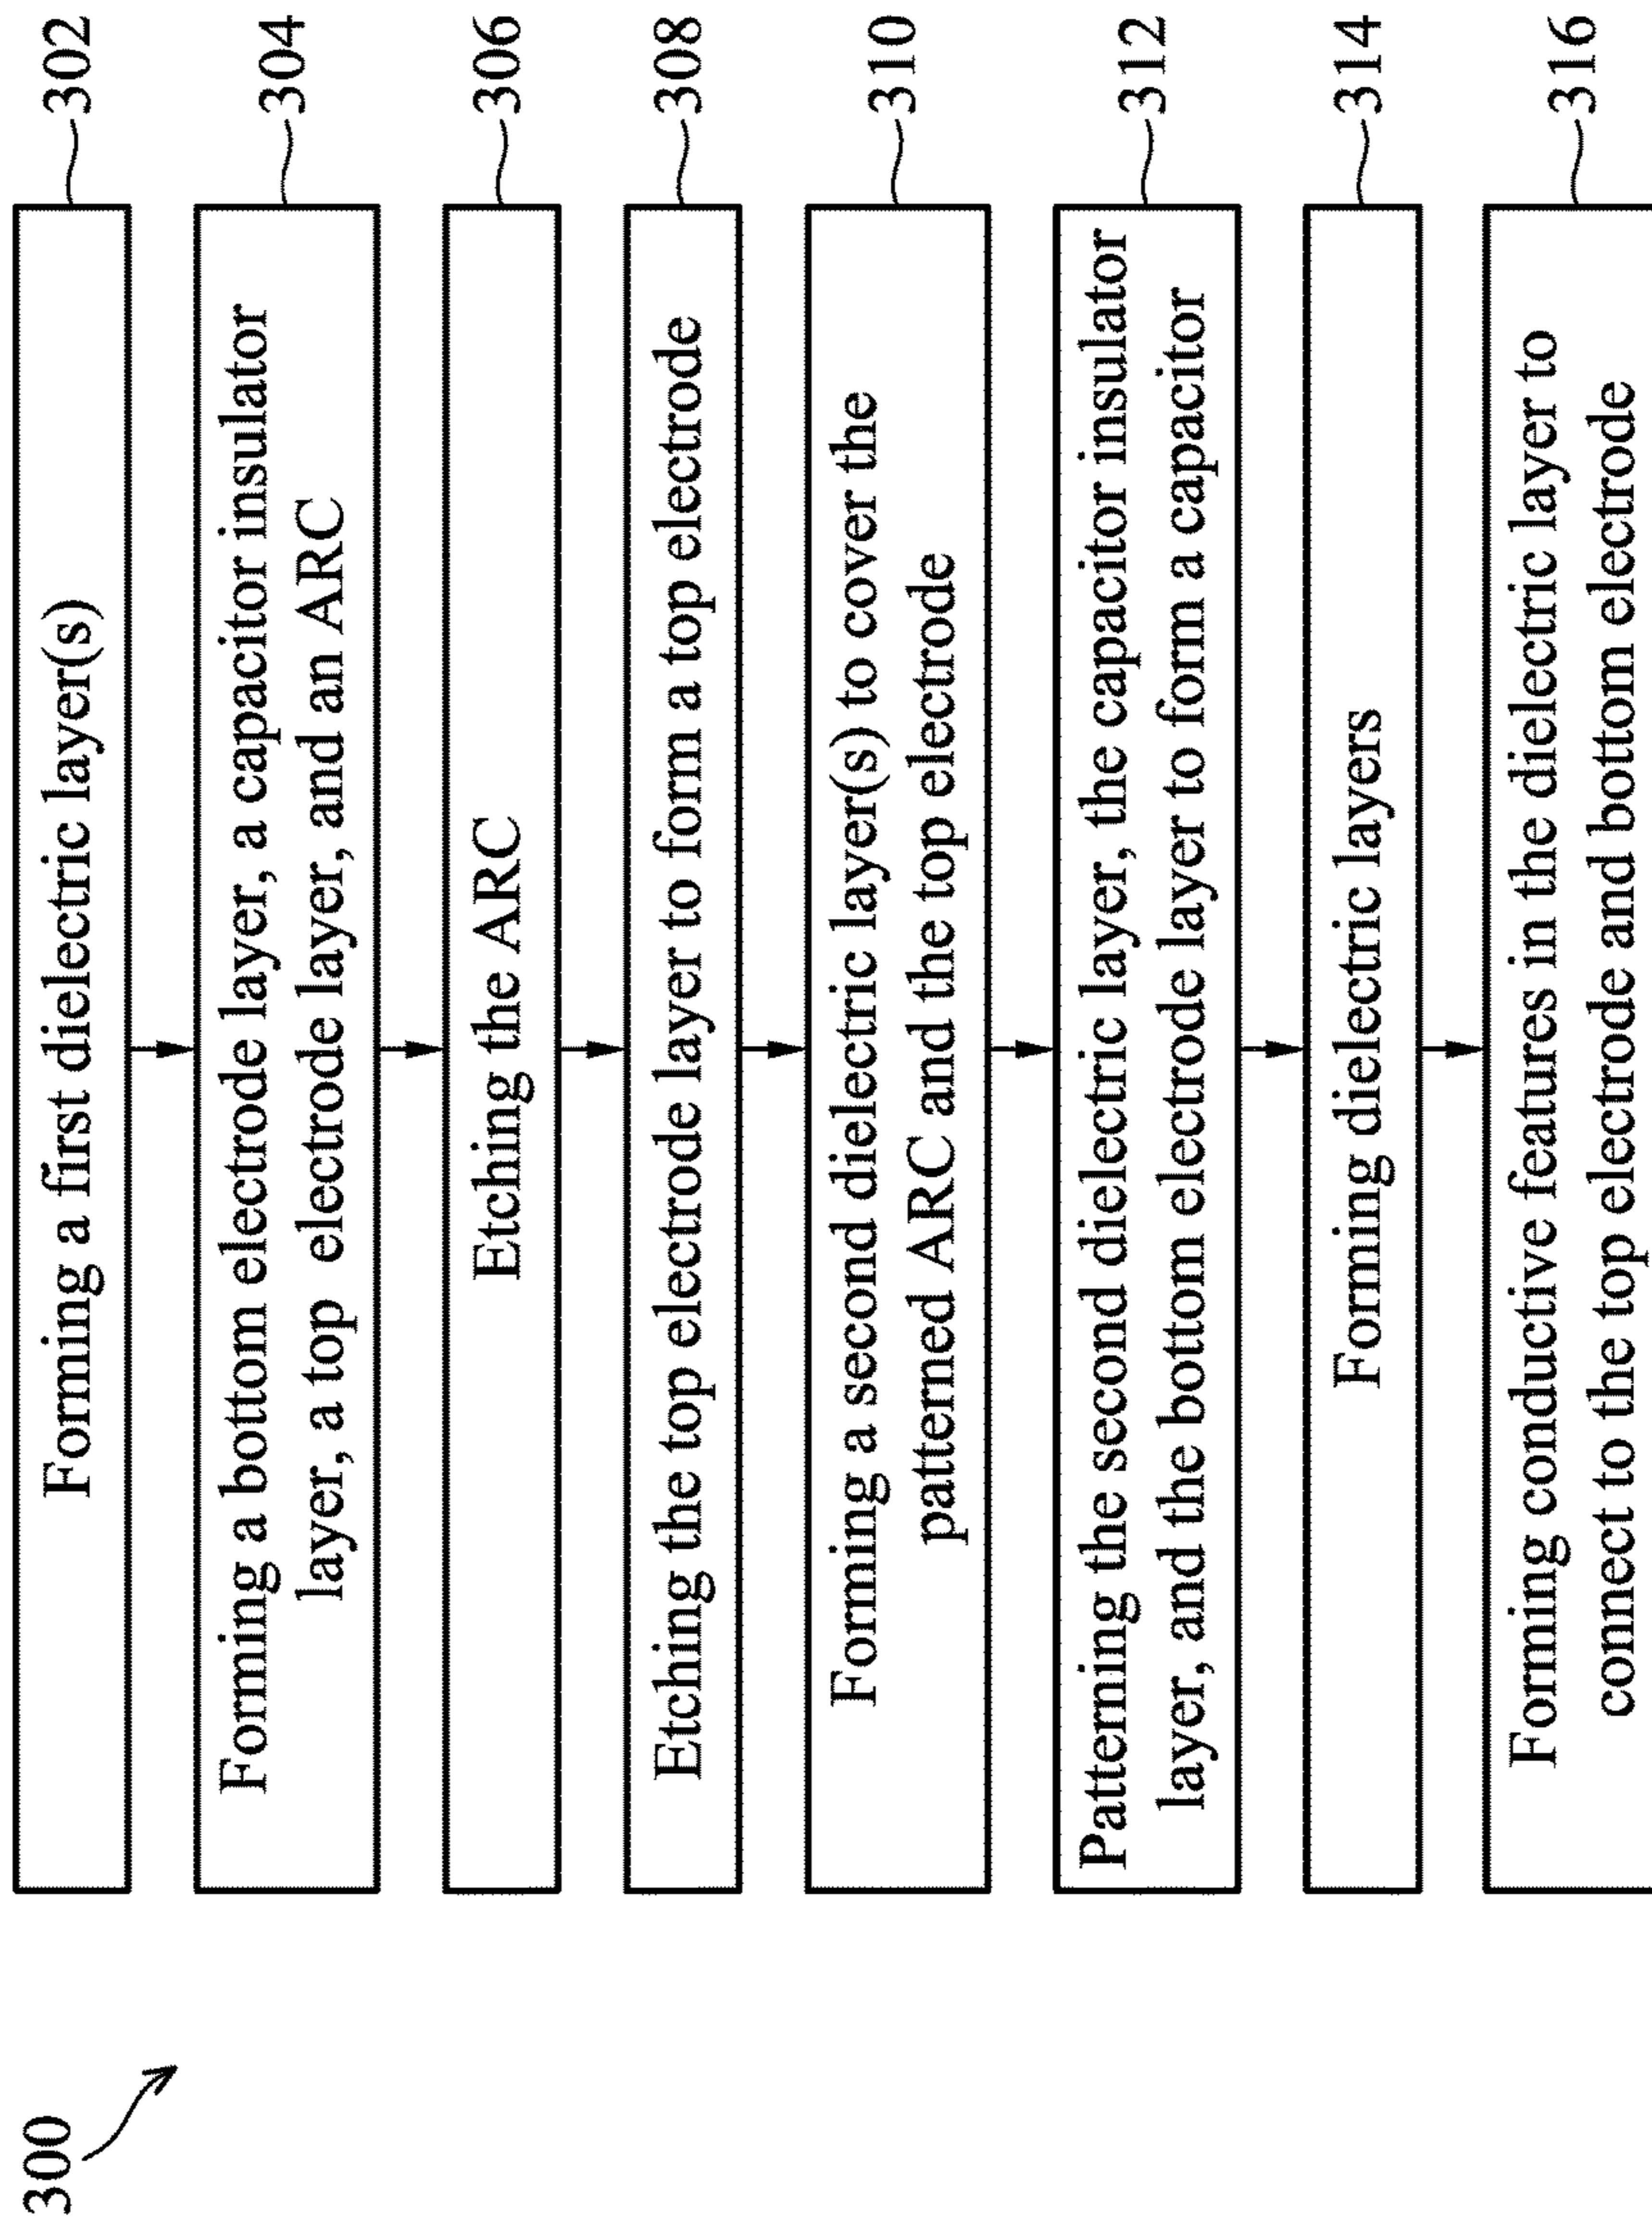 300
Forming a first dielectric layer(s)
302
Forming a bottom electrode layer, a capacitor insulator
layer, a top electrode layer, and an ARC
304
Etching the ARC
306
Etching the top electrode layer to form a top electrode
308
Forming a second dielectric layer(s) to cover the
patterned ARC and the top electrode
310
Patterning the second dielectric layer, the capacitor insulator
layer, and the bottom electrode layer to form a capacitor
312
Forming dielectric layers
314
Forming conductive features in the dielectric layer to
connect to the top electrode and bottom electrode
316